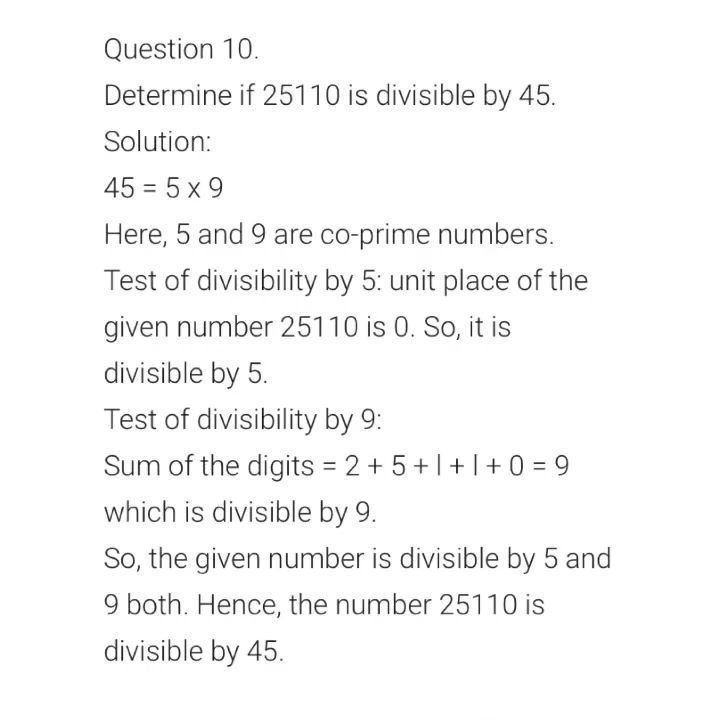 Question 10.
Determine if 25110 is divisible by 45.
Solution:
45 = 5 x 9
Here, 5 and 9 are co-prime numbers.
Test of divisibility by 5: unit place of the
given number 25110 is 0. So, it is
divisible by 5.
Test of divisibility by 9:
Sum of the digits = 2 + 5 + l + l + 0 = 9
which is divisible by 9.
So, the given number is divisible by 5 and
9 both. Hence, the number 25110 is
divisible by 45.